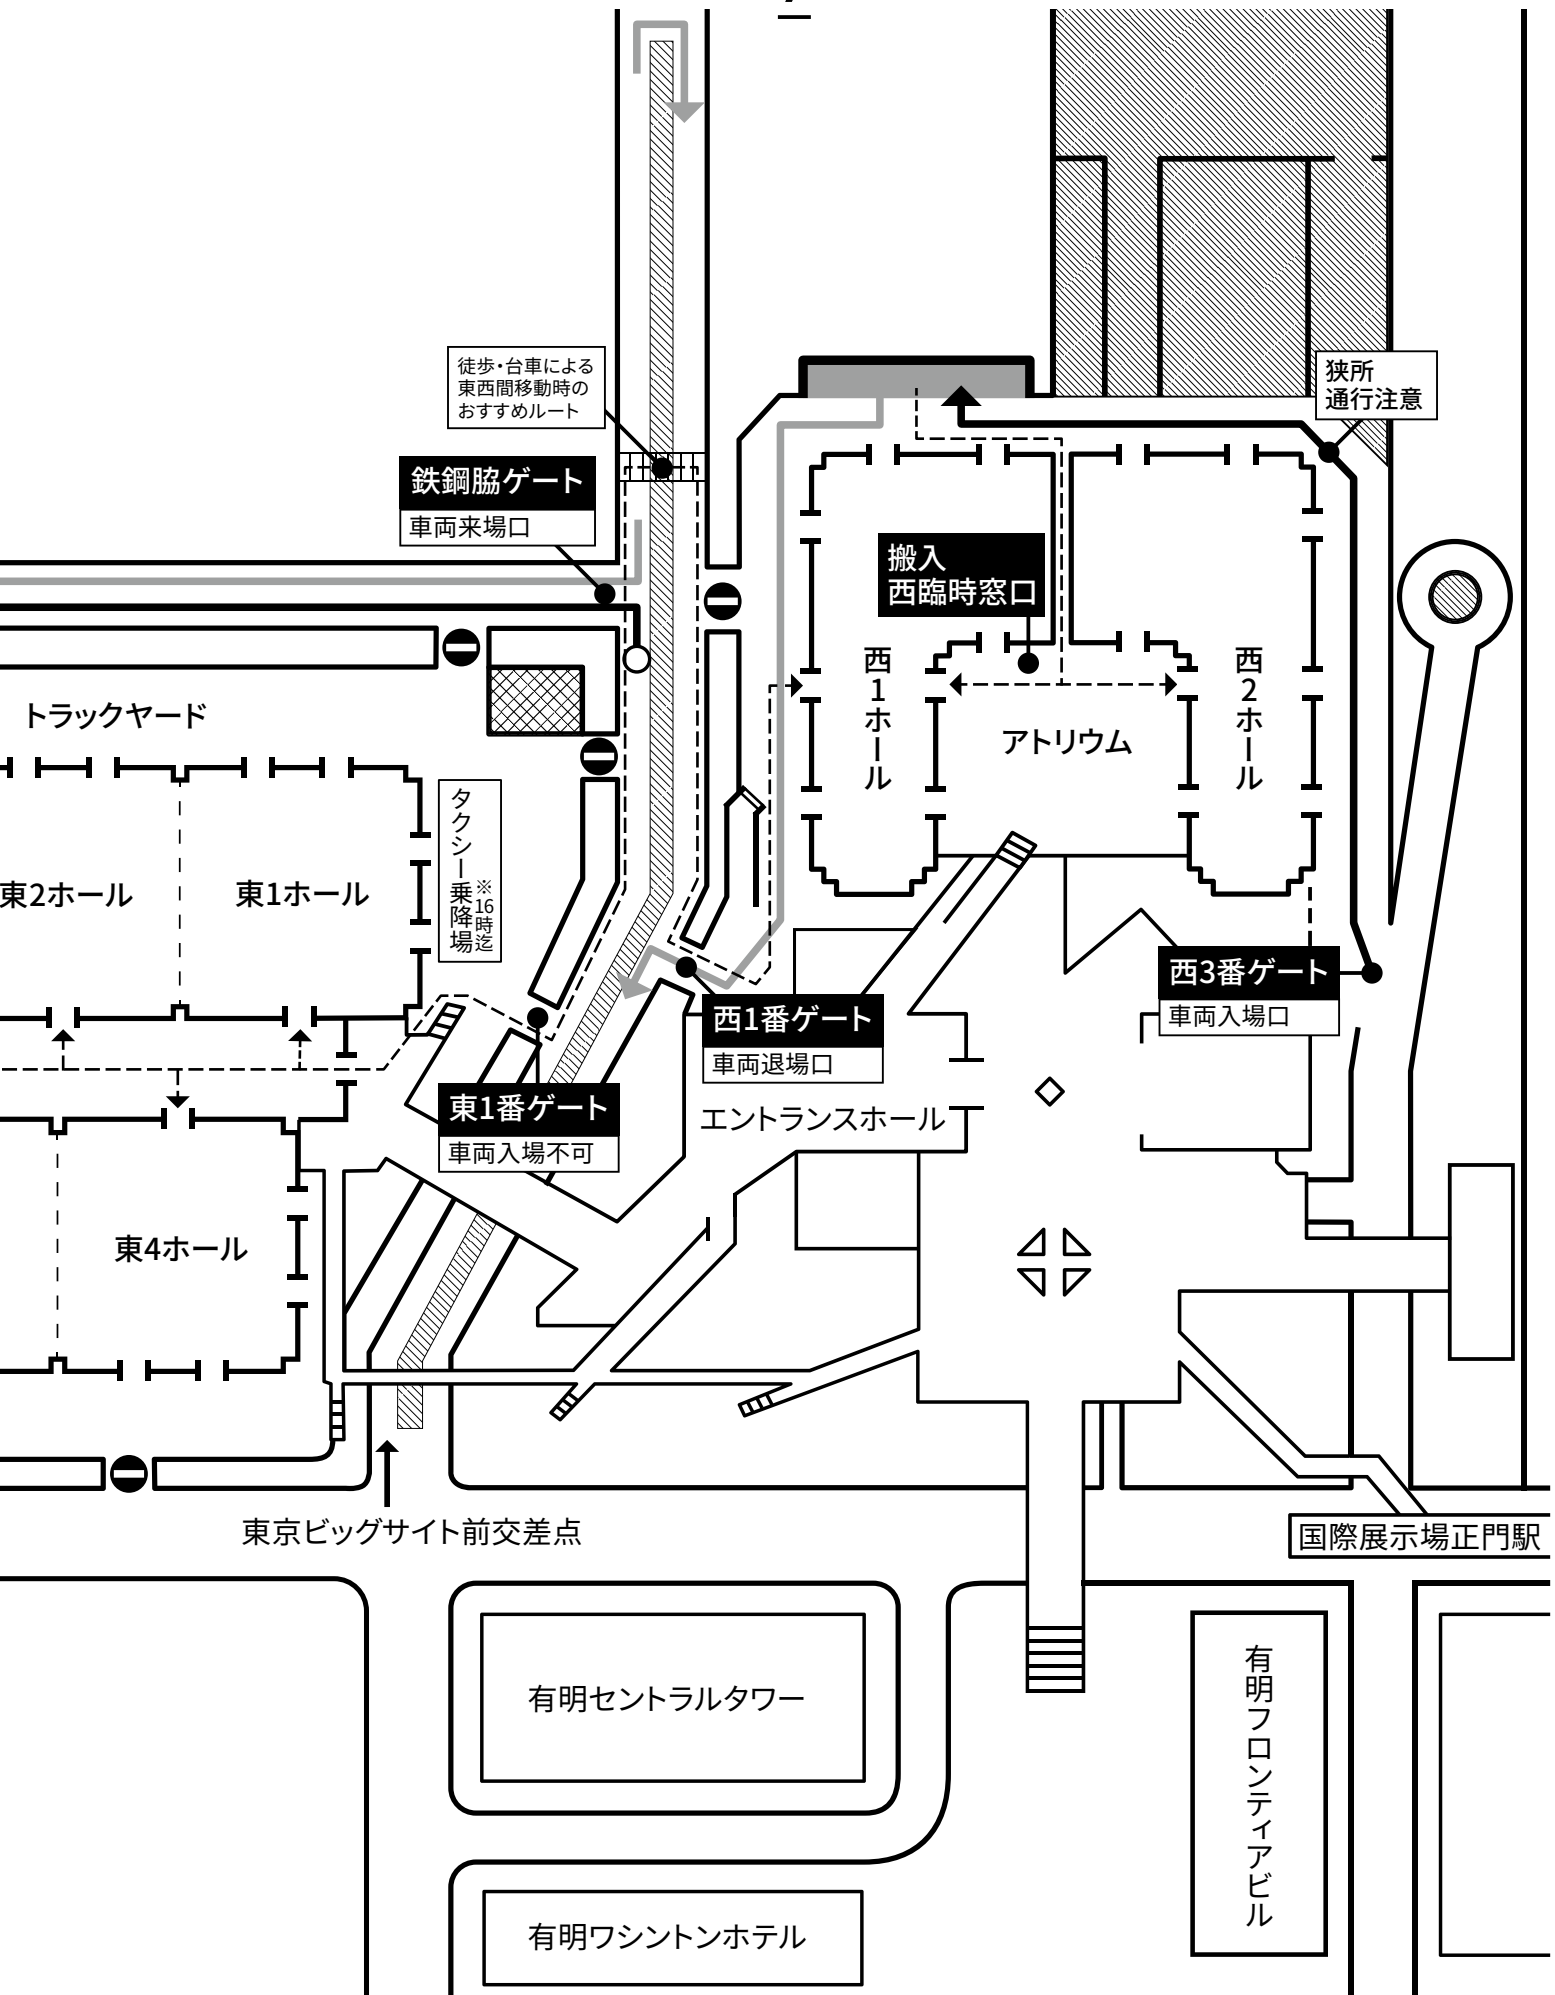 徒歩・台車による
東西間移動時の
おすすめルート
狭所
通行注意
鉄鋼脇ゲート
車両来場口
搬入
西臨時窓口
西1ホール
西2ホール
アトリウム
トラックヤード
タクシー乗降場
※16時迄
東2ホール
東1ホール
西3番ゲート
車両入場口
西1番ゲート
車両退場口
東1番ゲート
車両入場不可
エントランスホール
東4ホール
東京ビッグサイト前交差点
国際展示場正門駅
有明セントラルタワー
有明フロンティアビル
有明ワシントンホテル